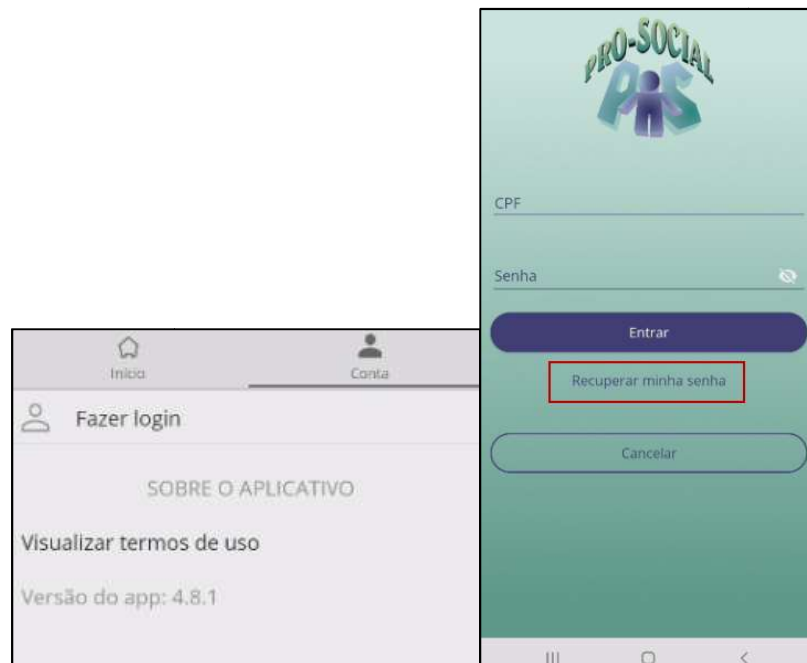 Início
Conta
Fazer login
SOBRE O APLICATIVO
Visualizar termos de uso
Versão do app: 4.8.1
PRO-SOCIAL
PS
CPF
Senha
Entrar
Recuperar minha senha
Cancelar